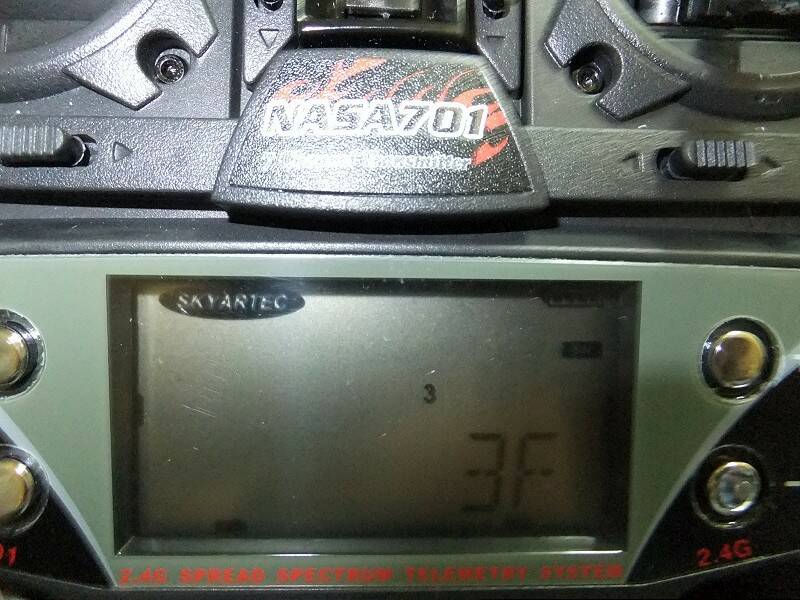 NASA701
SKYARTEC
3
3F
2.4G
2.4G SPREAD SPECTRUM TELEMETRY SYSTEM